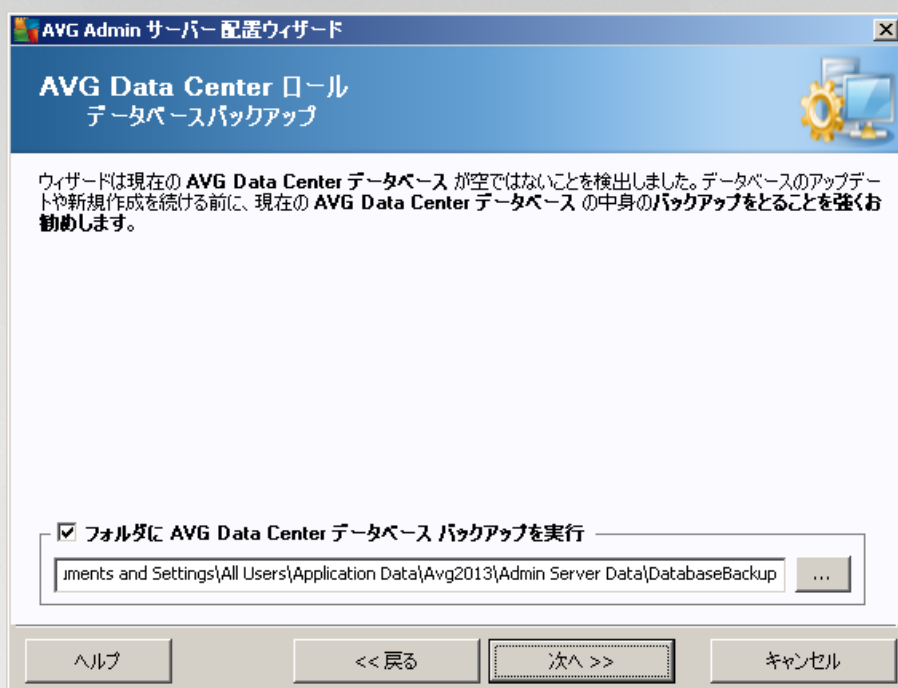 AVG Admin サーバー 配置ウィザード
AVG Data Center ロール
データベースバックアップ
ウィザードは現在の AVG Data Center データベース が空ではないことを検出しました。データベースのアップデー
トや新規作成を続ける前に、現在の AVG Data Center データベース の中身のバックアップをとることを強くお
勧めします。
フォルダに AVG Data Center データベース バックアップを実行
uments and Settings\All Users\Application Data\Avg2013\Admin Server Data\DatabaseBackup
...
ヘルプ
<< 戻る
次へ >>
キャンセル